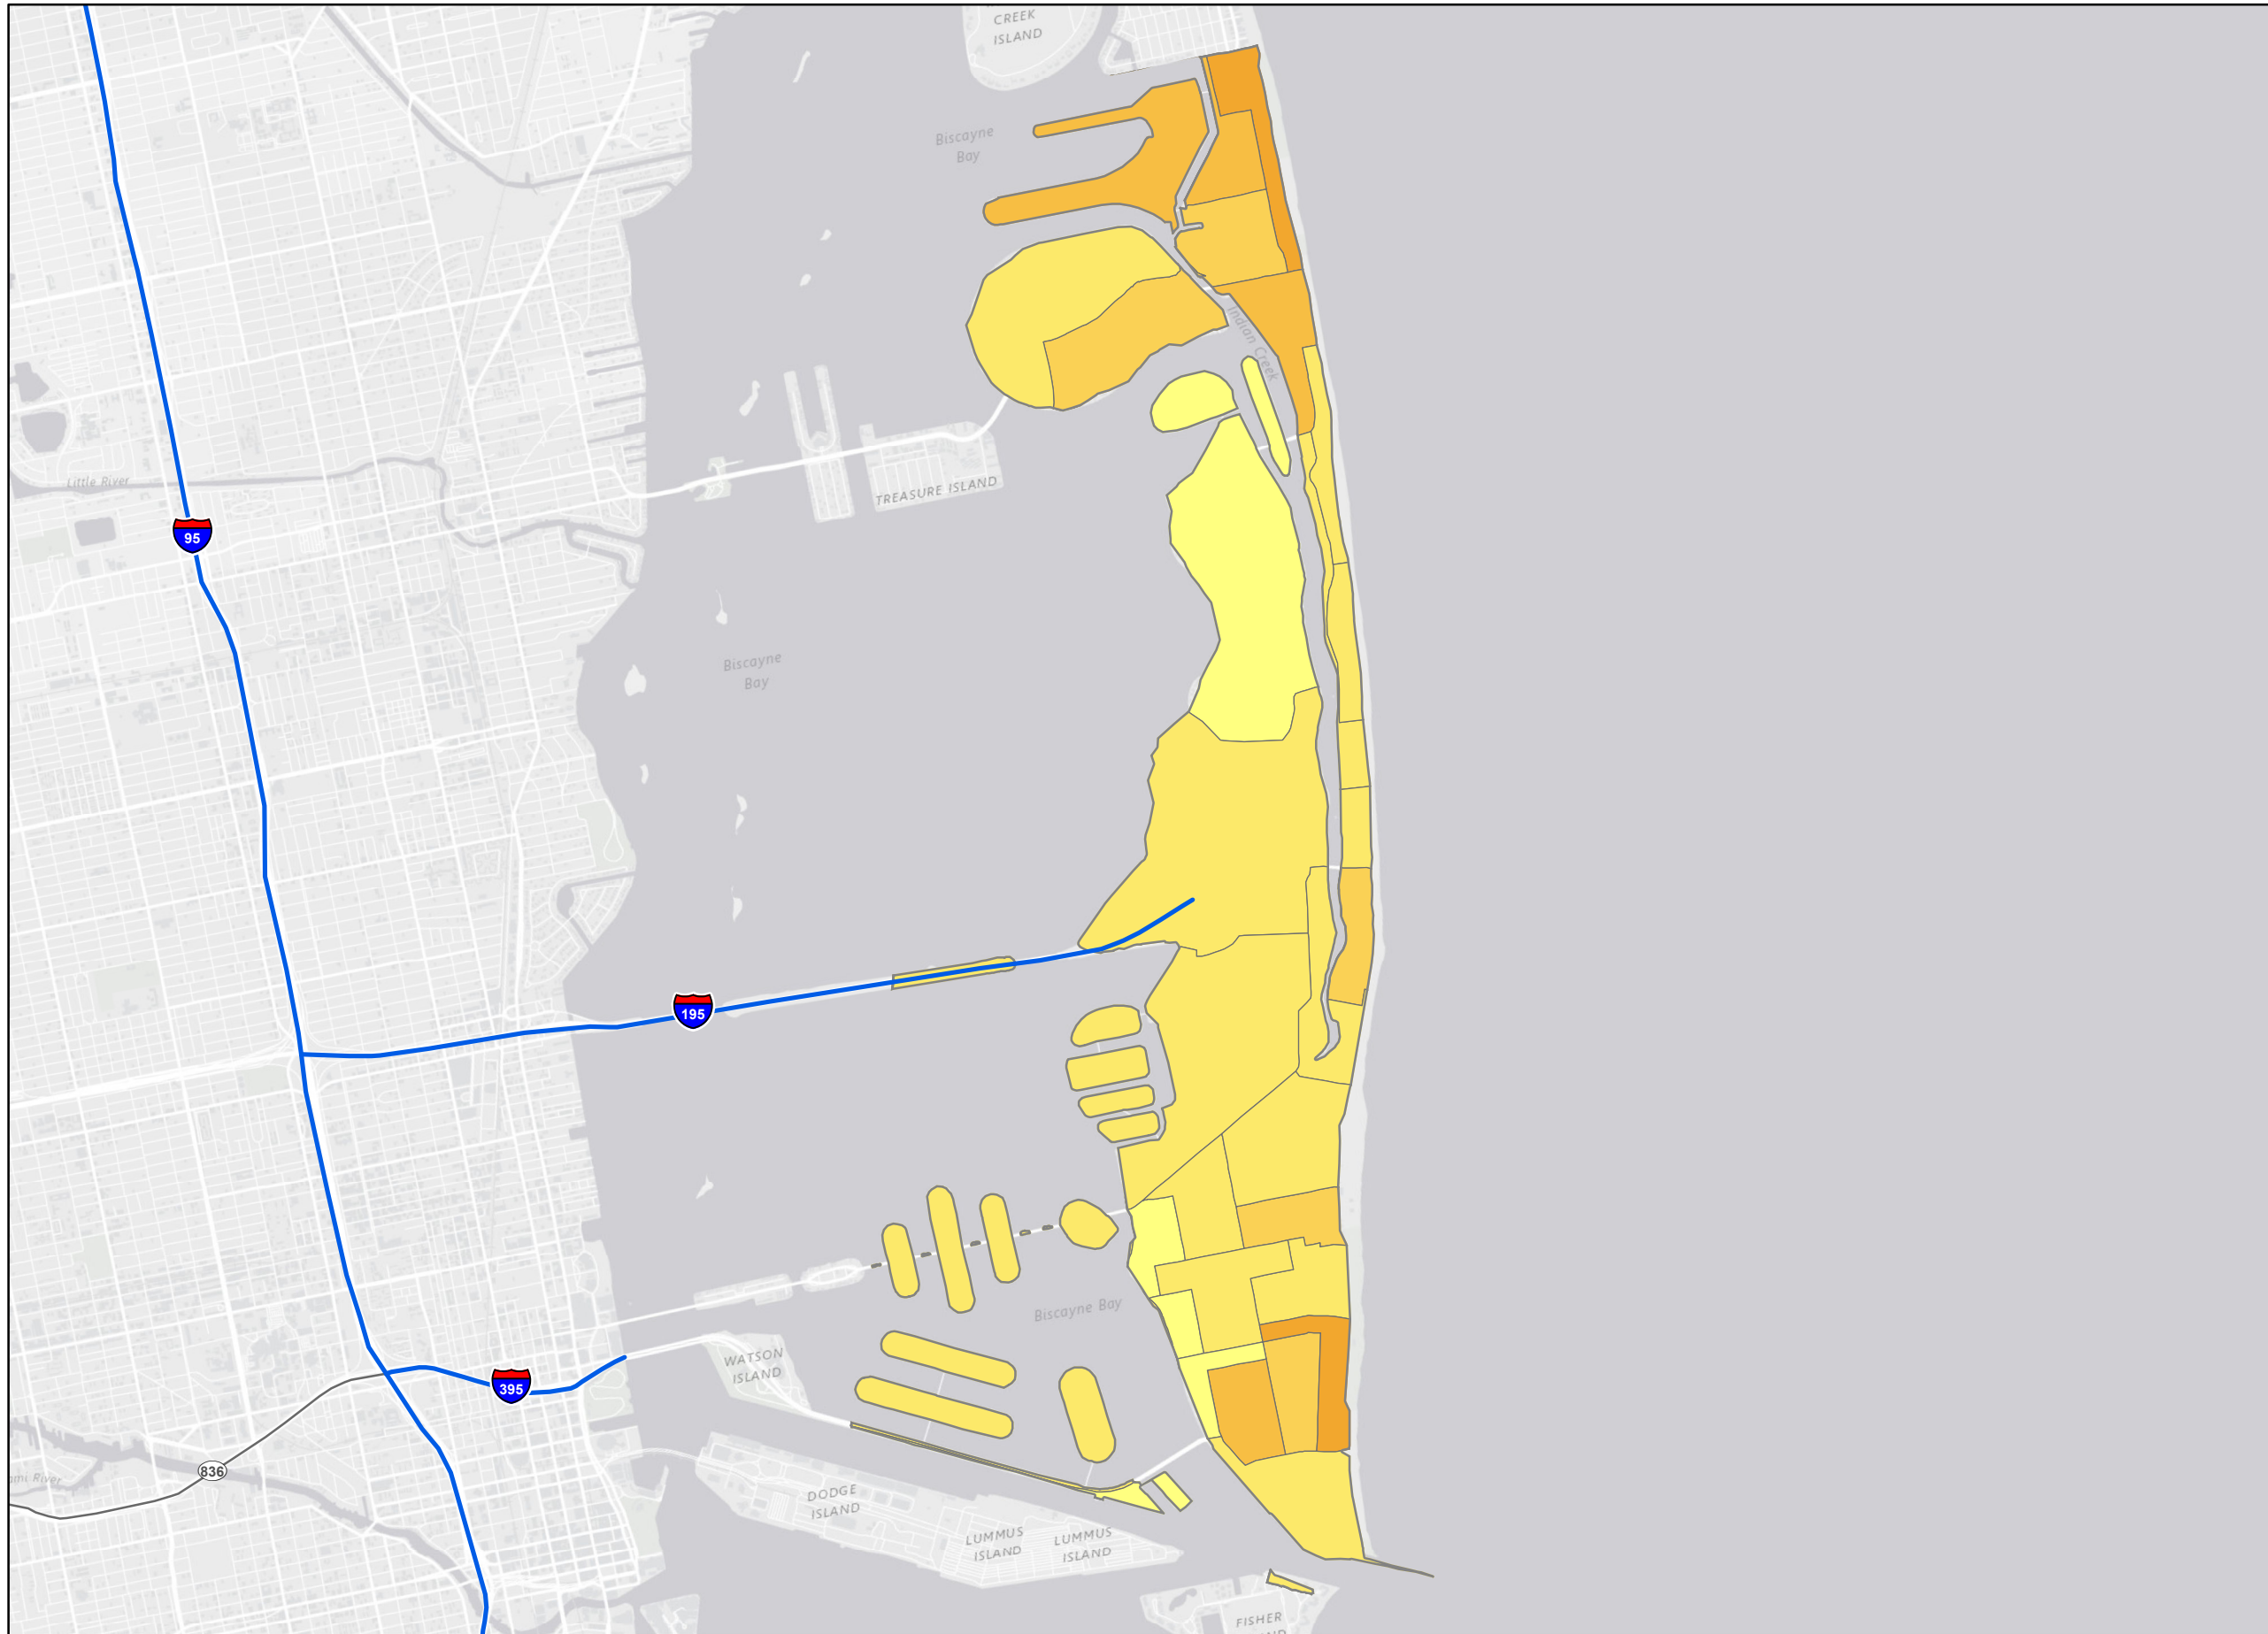 CREEK
ISLAND
Biscayne
Bay
Indian Creek
Little River
TREASURE ISLAND
95
Biscayne
Bay
195
Biscayne Bay
WATSON
ISLAND
395
836
DODGE
ISLAND
LUMMUS
ISLAND
LUMMUS
ISLAND
FISHER